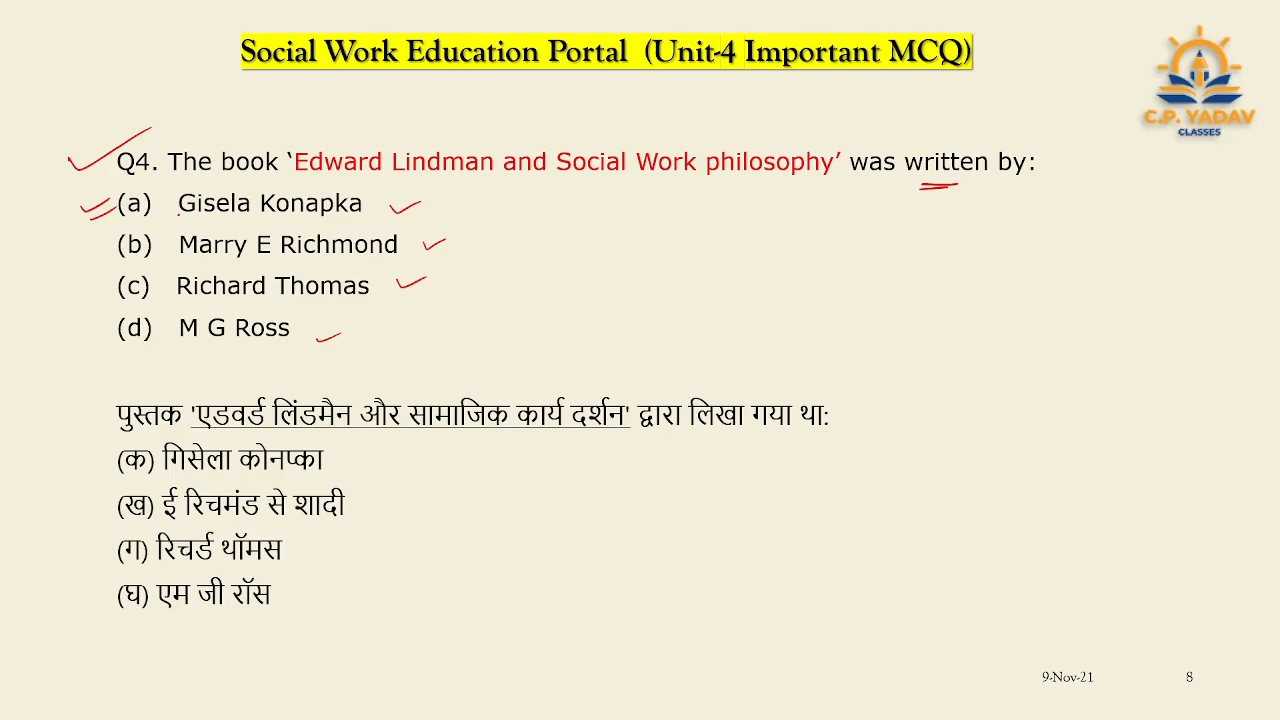 Social Work Education Portal (Unit-4 Important MCQ)
C.P. YADAV
CLASSES
Q4. The book ‘Edward Lindman and Social Work philosophy’ was written by:
(a) Gisela Konapka
(b) Marry E Richmond
(c) Richard Thomas
(d) M G Ross
पुस्तक 'एडवर्ड लिंडमैन और सामाजिक कार्य दर्शन' द्वारा लिखा गया था:
(क) गिसेला कोनप्का
(ख) ई रिचमंड से शादी
(ग) रिचर्ड थॉमस
(घ) एम जी रॉस
9-Nov-21
8